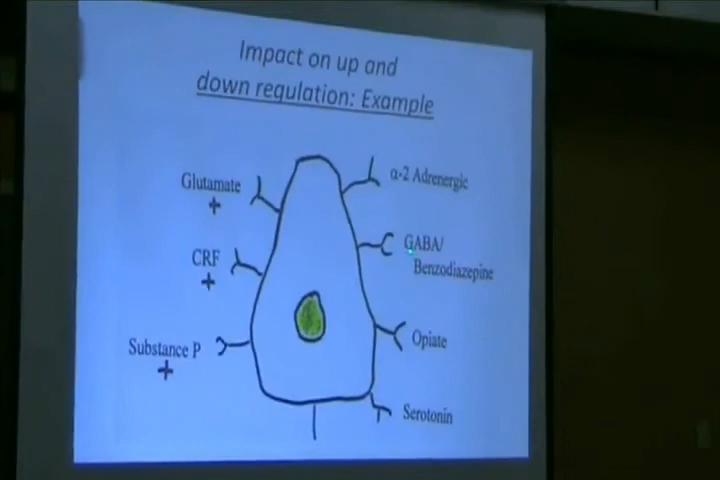 Impact on up and
down regulation: Example
Glutamate
+
CRF
+
Substance P
+
α-2 Adrenergic
GABA/
Benzodiazepine
Opiate
Serotonin